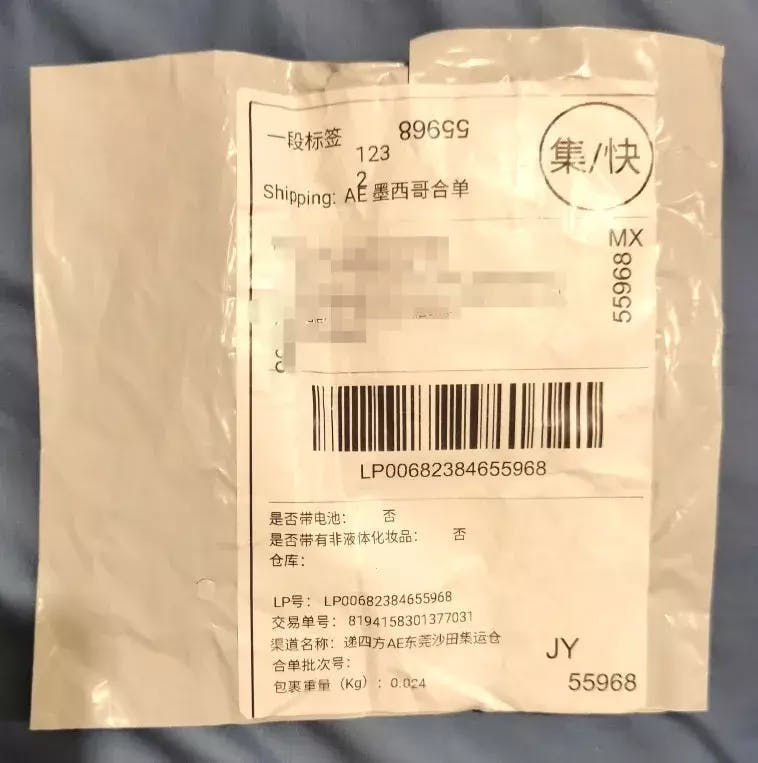 一段标签
55968
123
2
集/快
Shipping: AE 墨西哥合单
MX
55968
LP00682384655968
是否带电池： 否
是否带有非液体化妆品： 否
仓库：
LP号： LP00682384655968
交易单号： 8194158301377031
渠道名称： 递四方AE东莞沙田集运仓
合单批次号：
包裹重量（Kg）：0.024
JY
55968